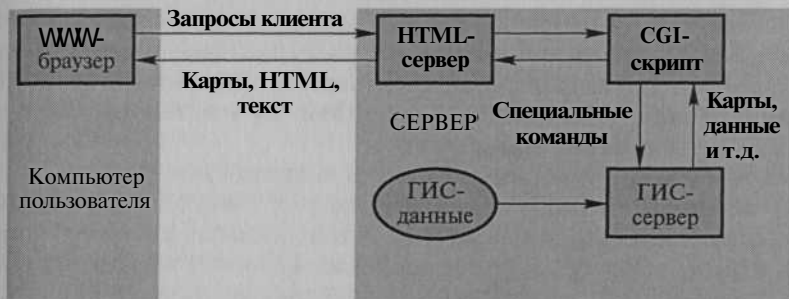 Запросы клиента
WWW-
браузер
HTML-
сервер
CGI-
скрипт
Карты, HTML,
текст
СЕРВЕР
Специальные
команды
Карты,
данные
и т.д.
Компьютер
пользователя
ГИС-
данные
ГИС-
сервер